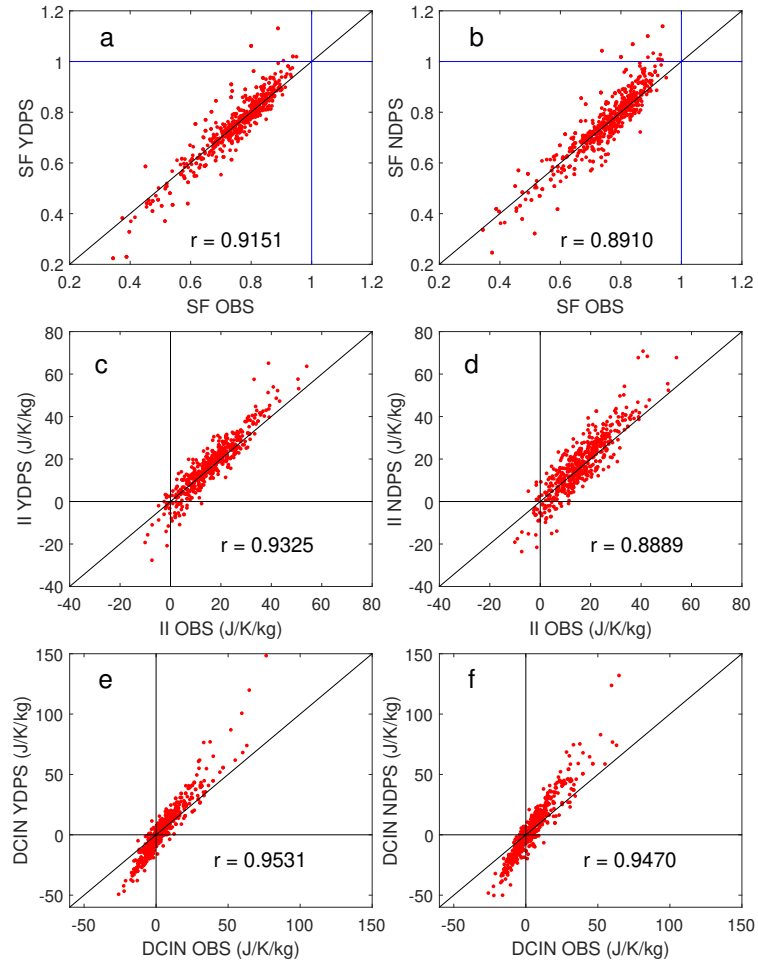 a
1.2
1
0.8
0.6
0.4
0.2
SF YDPS
r = 0.9151
0.2 0.4 0.6 0.8 1 1.2
SF OBS
b
1.2
1
0.8
0.6
0.4
0.2
SF NDPS
r = 0.8910
0.2 0.4 0.6 0.8 1 1.2
SF OBS
c
80
60
40
20
0
-20
-40
II YDPS (J/K/kg)
r = 0.9325
-40 -20 0 20 40 60 80
II OBS (J/K/kg)
d
80
60
40
20
0
-20
-40
II NDPS (J/K/kg)
r = 0.8889
-40 -20 0 20 40 60 80
II OBS (J/K/kg)
e
150
100
50
0
-50
DCIN YDPS (J/K/kg)
r = 0.9531
-50 0 50 100 150
DCIN OBS (J/K/kg)
f
150
100
50
0
-50
DCIN NDPS (J/K/kg)
r = 0.9470
-50 0 50 100 150
DCIN OBS (J/K/kg)